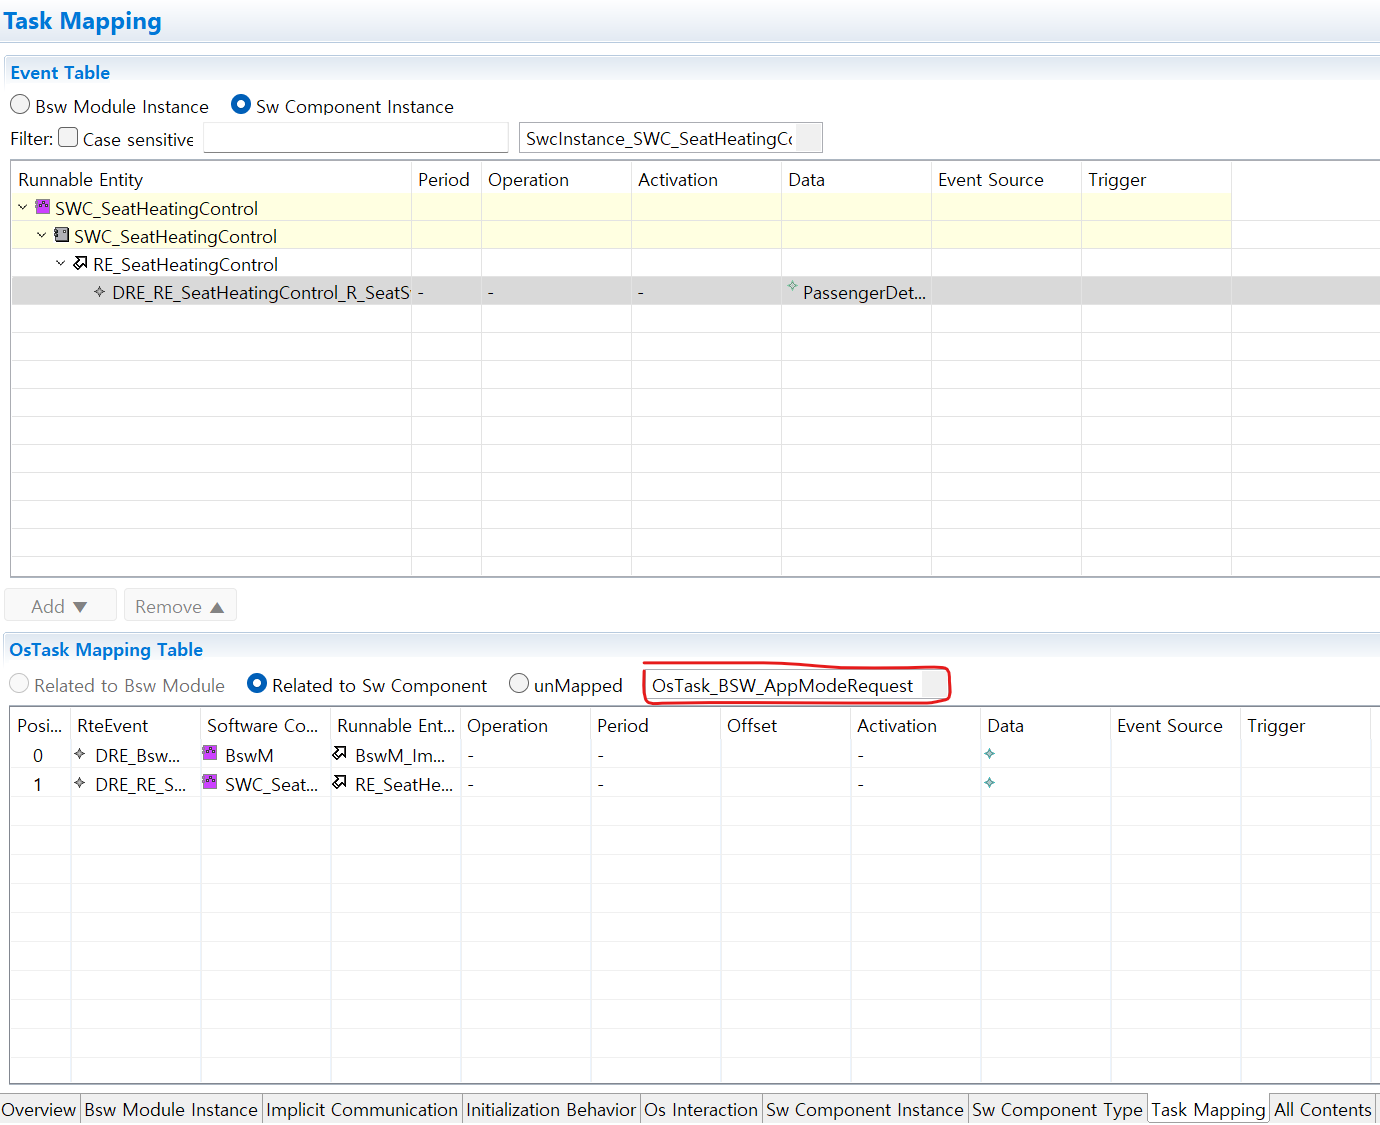 Task Mapping
Event Table
Bsw Module Instance Sw Component Instance
Filter: Case sensitive SwcInstance_SWC_SeatHeatingCo
Runnable Entity Period Operation Activation Data Event Source Trigger
SWC_SeatHeatingControl
SWC_SeatHeatingControl
RE_SeatHeatingControl
DRE_RE_SeatHeatingControl_R_SeatS - - - PassengerDet...
Add ▼ Remove ▲
OsTask Mapping Table
Related to Bsw Module Related to Sw Component unMapped OsTask_BSW_AppModeRequest
Posi... RteEvent Software Co... Runnable Ent... Operation Period Offset Activation Data Event Source Trigger
0 DRE_Bsw... BswM BswM_Im... - - -
1 DRE_RE_S... SWC_Seat... RE_SeatHe... - - -
Overview Bsw Module Instance Implicit Communication Initialization Behavior Os Interaction Sw Component Instance Sw Component Type Task Mapping All Contents